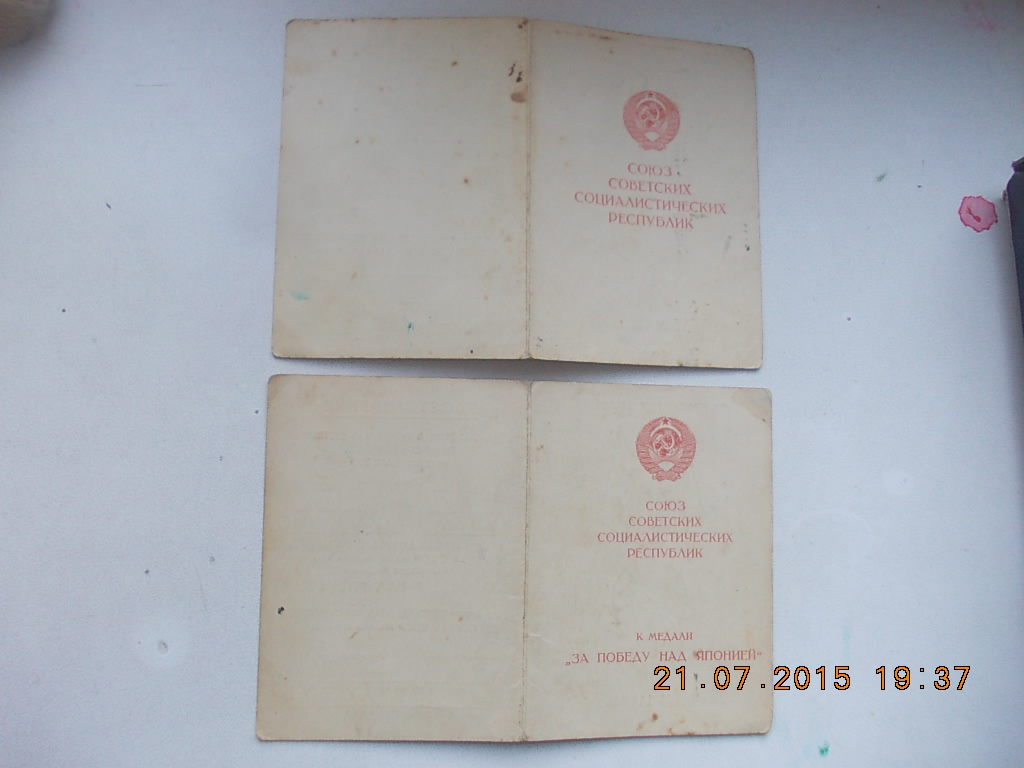 СОЮЗ
СОВЕТСКИХ
СОЦИАЛИСТИЧЕСКИХ
РЕСПУБЛИК
СОЮЗ
СОВЕТСКИХ
СОЦИАЛИСТИЧЕСКИХ
РЕСПУБЛИК
К МЕДАЛИ
„ЗА ПОБЕДУ НАД ЯПОНИЕЙ“
21.07.2015 19:37